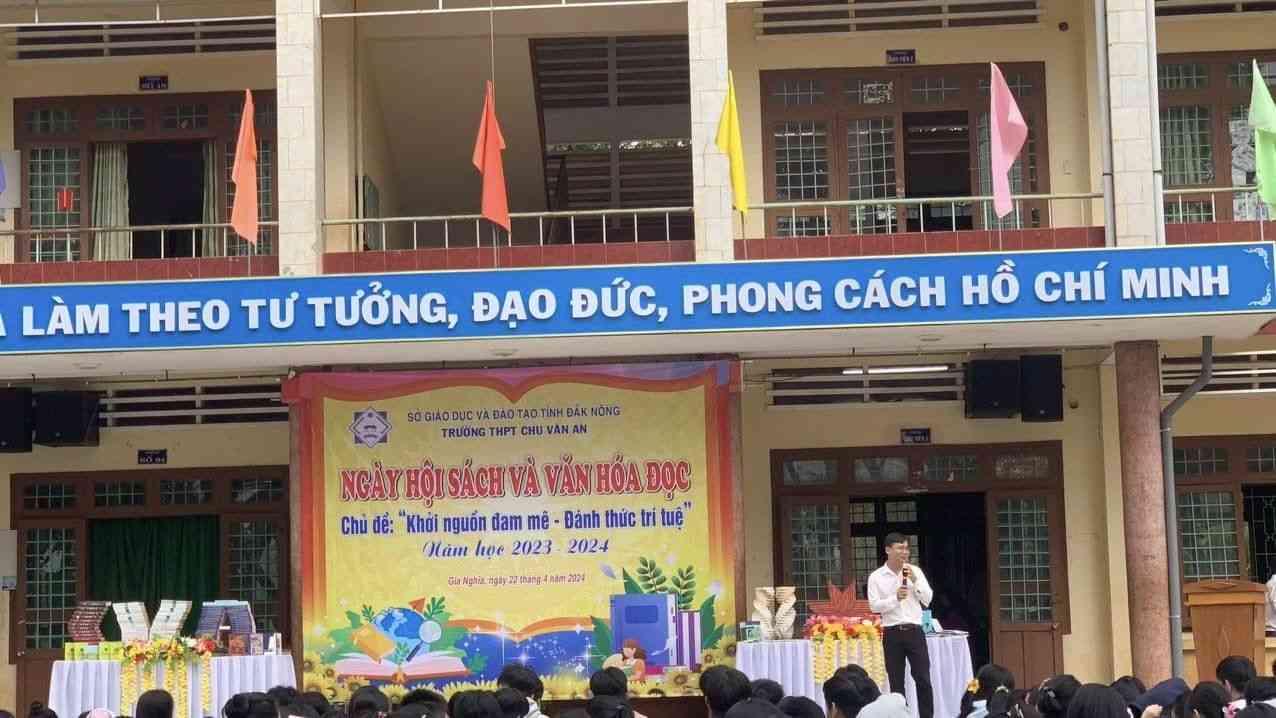 LÀM THEO TƯ TƯỞNG, ĐẠO ĐỨC, PHONG CÁCH HỒ CHÍ MINH
SỞ GIÁO DỤC VÀ ĐÀO TẠO TỈNH ĐẮK NÔNG
TRƯỜNG THPT CHU VĂN AN
NGÀY HỘI SÁCH VÀ VĂN HÓA ĐỌC
Chủ đề: "Khởi nguồn đam mê - Đánh thức trí tuệ"
Năm học 2023 - 2024
Gia Nghĩa, ngày 22 tháng 4 năm 2024